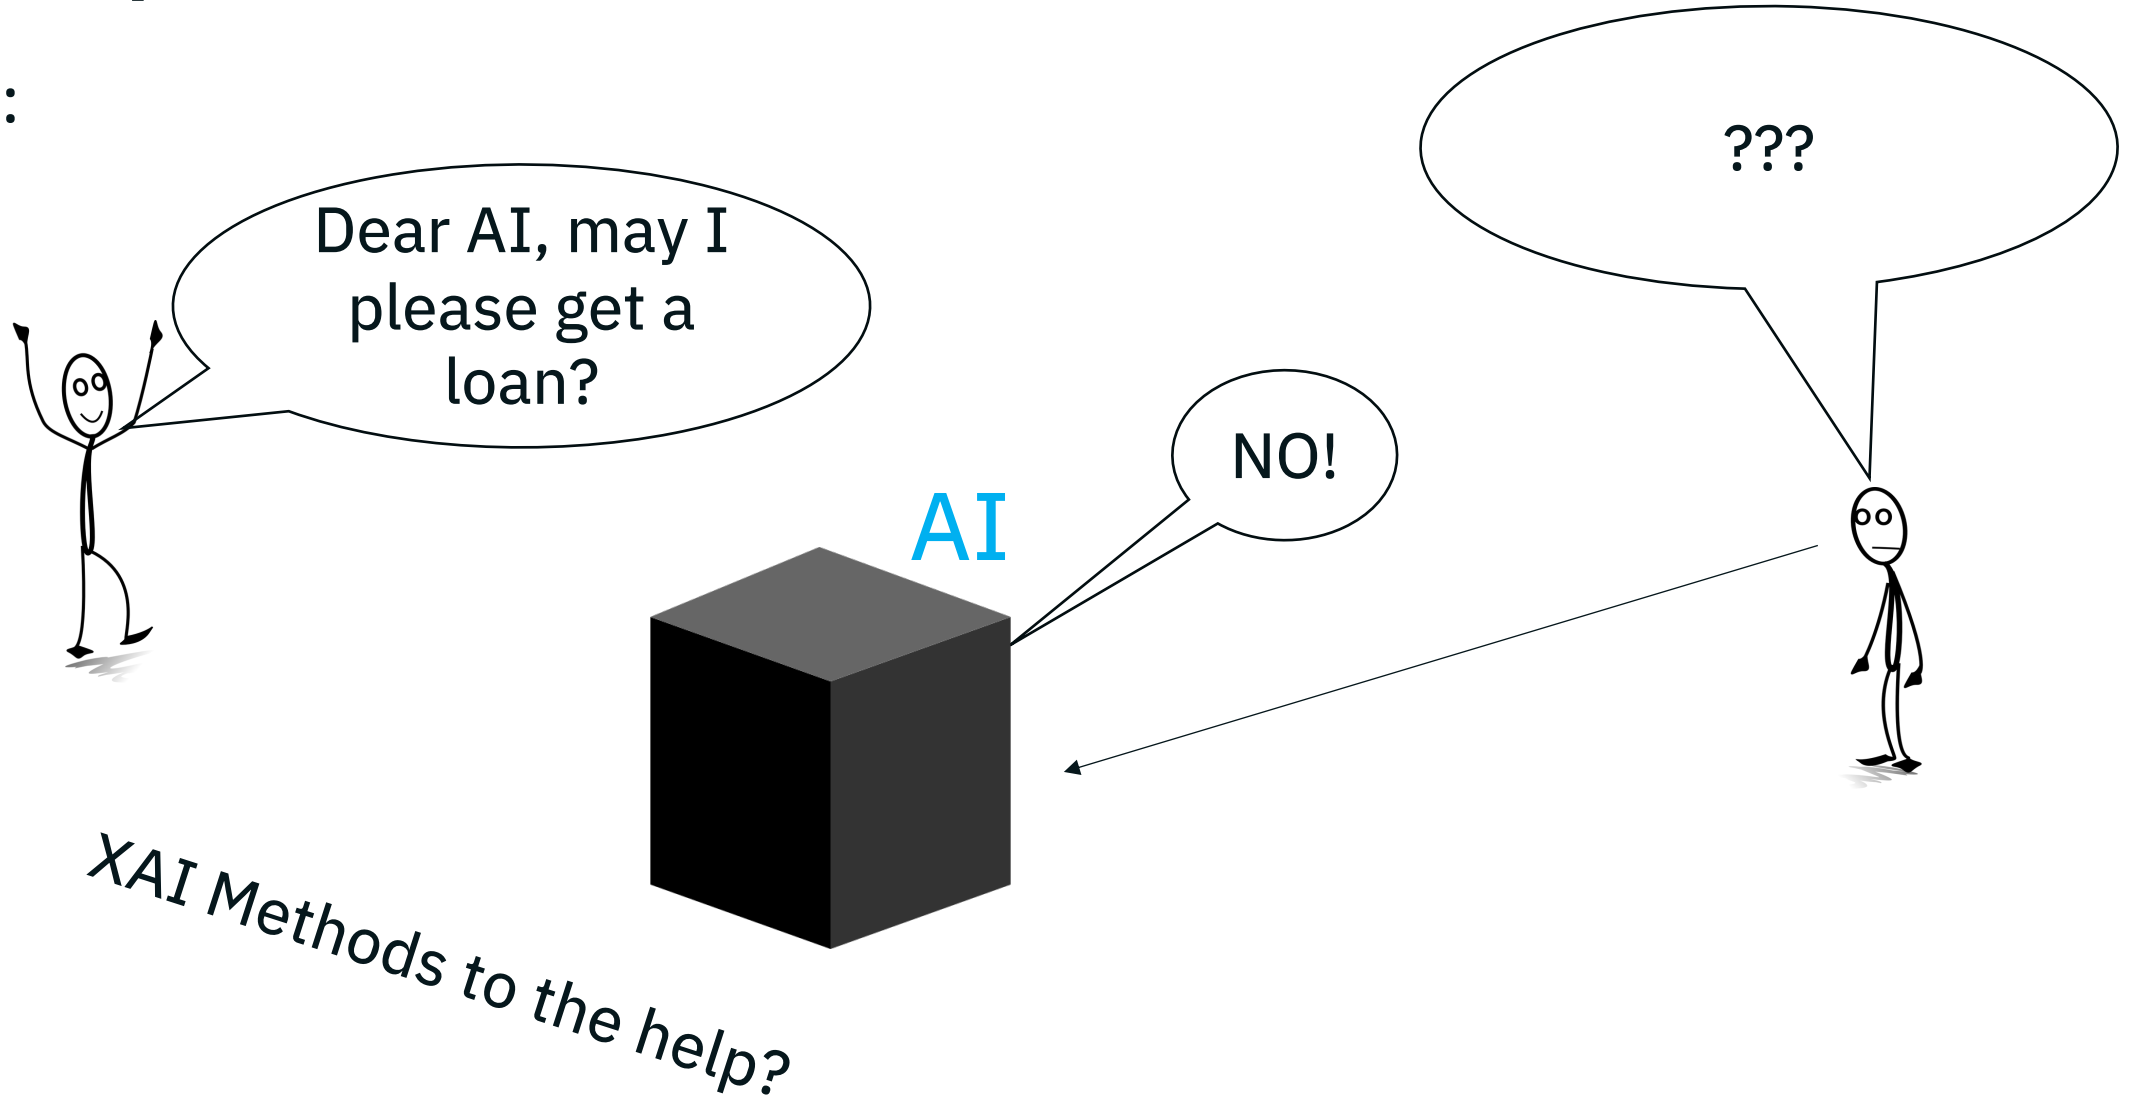 :
???
Dear AI, may I
please get a
loan?
NO!
AI
XAI Methods to the help?